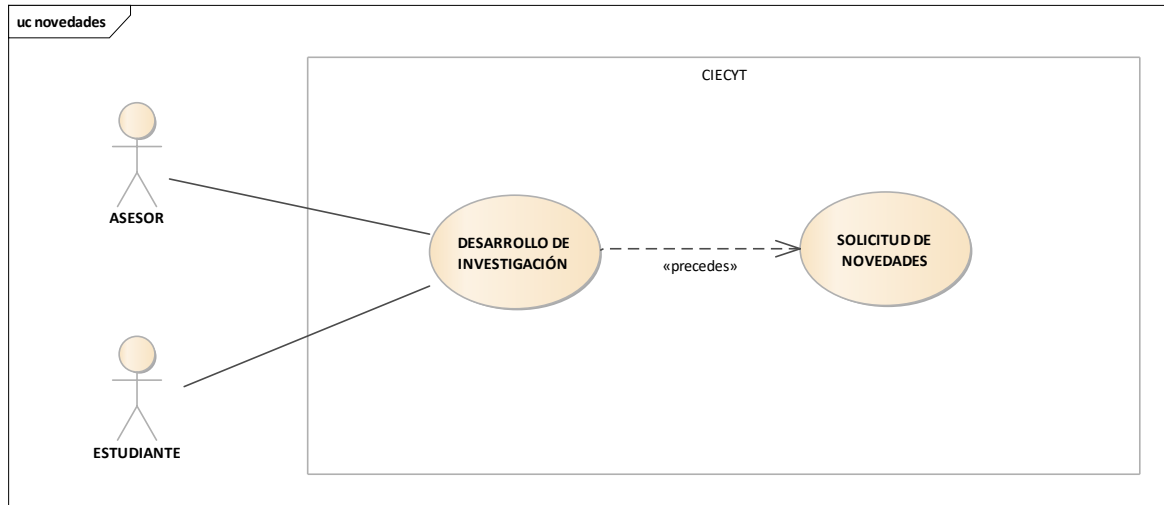 uc novedades
CIECYT
ASESOR
DESARROLLO DE
INVESTIGACIÓN
«precedes»
SOLICITUD DE
NOVEDADES
ESTUDIANTE